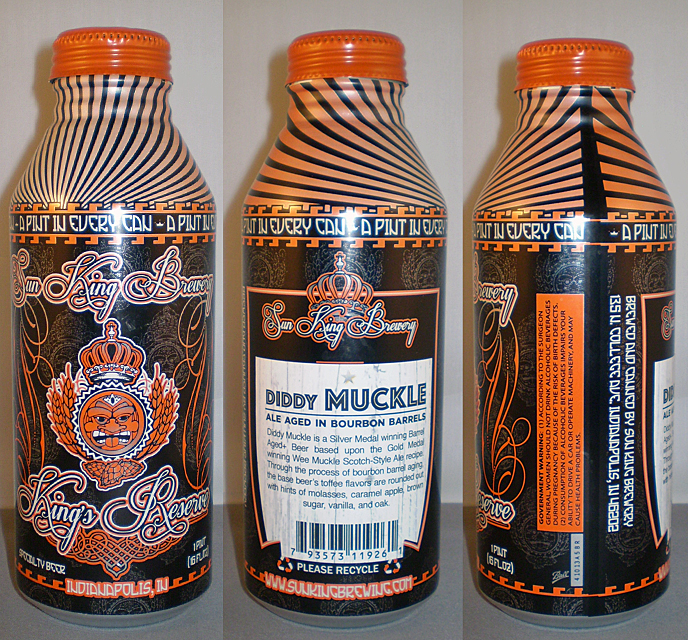 A PINT IN EVERY CAN - A PINT IN
Sun King Brewery
King's Reserve
SPECIALTY BEER
1 PINT
(16 FL.OZ)
INDIANAPOLIS, IN
A PINT IN EVERY CAN - A PINT IN EVERY
Sun King Brewery
DIDDY MUCKLE
ALE AGED IN BOURBON BARRELS
Diddy Muckle is a Silver Medal winning Barrel
Aged+ Beer based upon the Gold Medal
winning Wee Muckle Scotch-Style Ale recipe.
Through the process of bourbon barrel aging,
the base beer's toffee flavors are rounded out
with hints of molasses, caramel apple, brown
sugar, vanilla, and oak.
7 93573 11926 1
PLEASE RECYCLE
WWW.SUNKINGBREWING.COM
IN EVERY CAN - A PINT IN
Brewery
Reserve
GOVERNMENT WARNING: (1) ACCORDING TO THE SURGEON
GENERAL, WOMEN SHOULD NOT DRINK ALCOHOLIC BEVERAGES
DURING PREGNANCY BECAUSE OF THE RISK OF BIRTH DEFECTS.
(2) CONSUMPTION OF ALCOHOLIC BEVERAGES IMPAIRS YOUR
ABILITY TO DRIVE A CAR OR OPERATE MACHINERY, AND MAY
CAUSE HEALTH PROBLEMS.
BREWED AND CANNED BY SUN KING BREWERY
135 N. COLLEGE AVE. INDIANAPOLIS, IN 46202
1 PINT
(16 FL.OZ)
Ball
41013A5BR